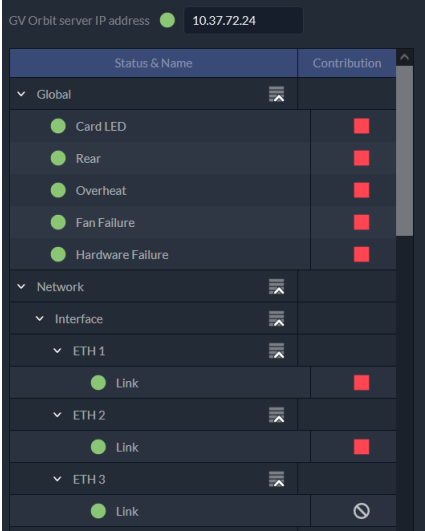 GV Orbit server IP address 10.37.72.24
Status & Name Contribution
Global
Card LED
Rear
Overheat
Fan Failure
Hardware Failure
Network
Interface
ETH 1
Link
ETH 2
Link
ETH 3
Link